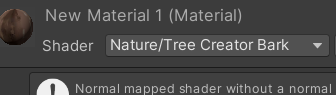 New Material 1 (Material)
Shader Nature/Tree Creator Bark
Normal mapped shader without a normal